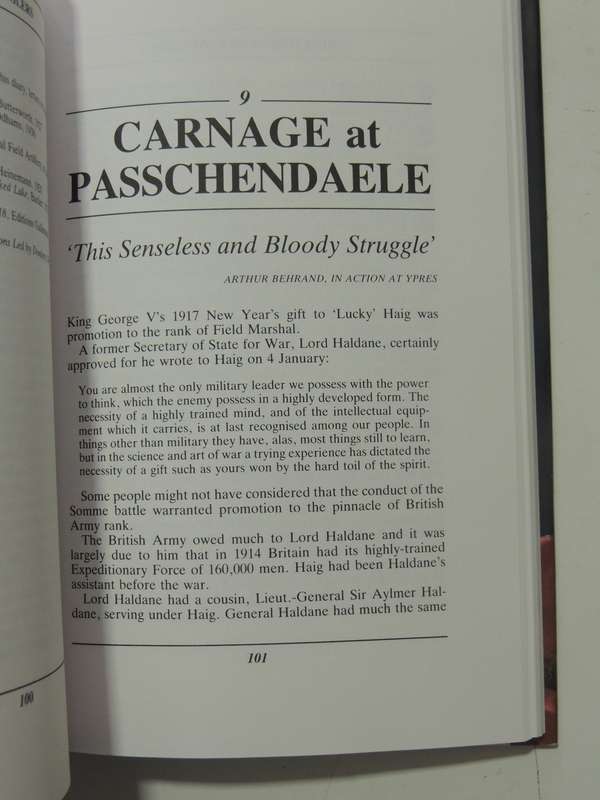 9
CARNAGE at
PASSCHENDAELE
'This Senseless and Bloody Struggle'
ARTHUR BEHRAND, IN ACTION AT YPRES
King George V's 1917 New Year's gift to 'Lucky' Haig was
promotion to the rank of Field Marshal.
A former Secretary of State for War, Lord Haldane, certainly
approved for he wrote to Haig on 4 January:
You are almost the only military leader we possess with the power
to think, which the enemy possess in a highly developed form. The
necessity of a highly trained mind, and of the intellectual equip-
ment which it carries, is at last recognised among our people. In
things other than military they have, alas, most things still to learn,
but in the science and art of war a trying experience has dictated the
necessity of a gift such as yours won by the hard toil of the spirit.
Some people might not have considered that the conduct of the
Somme battle warranted promotion to the pinnacle of British
Army rank.
The British Army owed much to Lord Haldane and it was
largely due to him that in 1914 Britain had its highly-trained
Expeditionary Force of 160,000 men. Haig had been Haldane's
assistant before the war.
Lord Haldane had a cousin, Lieut.-General Sir Aylmer Hal-
dane, serving under Haig. General Haldane had much the same
101
100